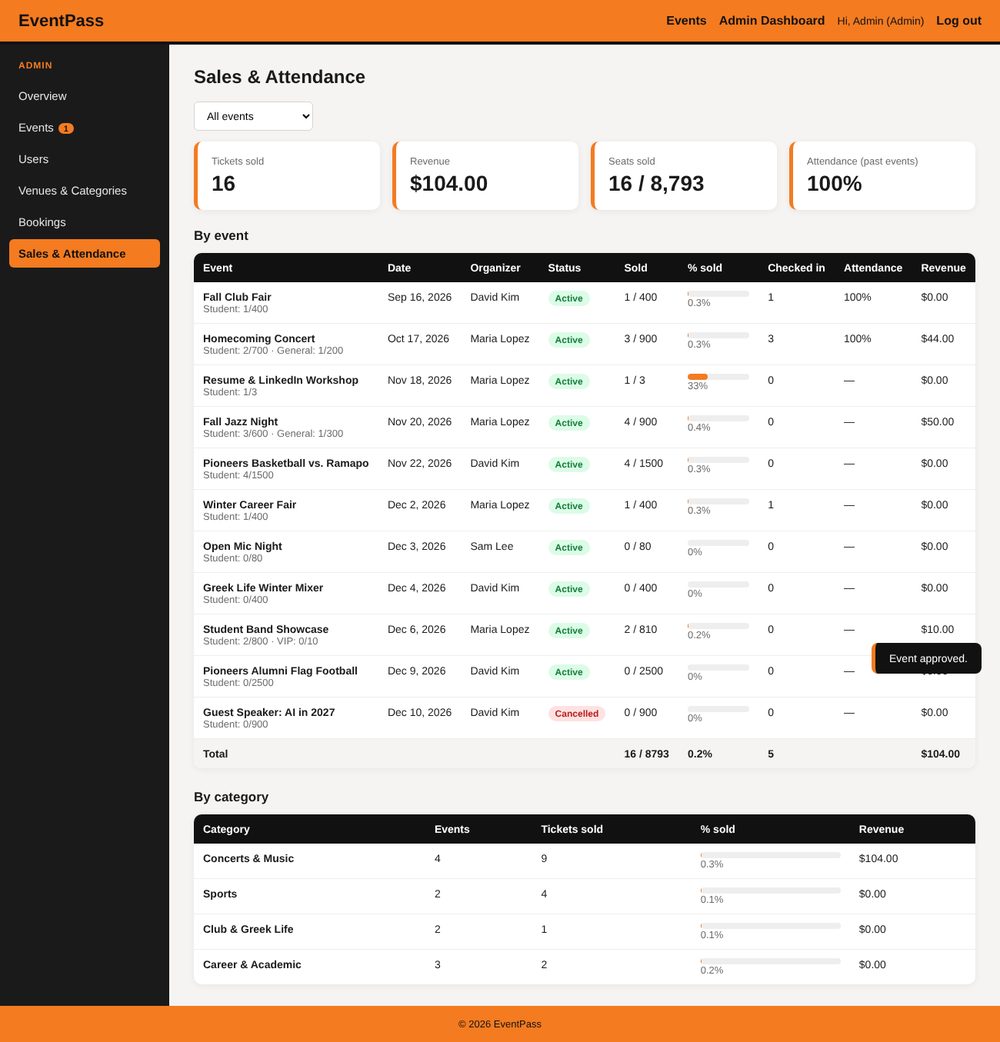 EventPass
Events Admin Dashboard Hi, Admin (Admin) Log out
ADMIN
Overview
Events 1
Users
Venues & Categories
Bookings
Sales & Attendance
Sales & Attendance
All events
Tickets sold
16
Revenue
$104.00
Seats sold
16 / 8,793
Attendance (past events)
100%
By event
Event Date Organizer Status Sold % sold Checked in Attendance Revenue
Fall Club Fair Sep 16, 2026 David Kim Active 1 / 400 0.3% 1 100% $0.00
Student: 1/400
Homecoming Concert Oct 17, 2026 Maria Lopez Active 3 / 900 0.3% 3 100% $44.00
Student: 2/700 · General: 1/200
Resume & LinkedIn Workshop Nov 18, 2026 Maria Lopez Active 1 / 3 33% 0 — $0.00
Student: 1/3
Fall Jazz Night Nov 20, 2026 Maria Lopez Active 4 / 900 0.4% 0 — $50.00
Student: 3/600 · General: 1/300
Pioneers Basketball vs. Ramapo Nov 22, 2026 David Kim Active 4 / 1500 0.3% 0 — $0.00
Student: 4/1500
Winter Career Fair Dec 2, 2026 Maria Lopez Active 1 / 400 0.3% 1 — $0.00
Student: 1/400
Open Mic Night Dec 3, 2026 Sam Lee Active 0 / 80 0% 0 — $0.00
Student: 0/80
Greek Life Winter Mixer Dec 4, 2026 David Kim Active 0 / 400 0% 0 — $0.00
Student: 0/400
Student Band Showcase Dec 6, 2026 Maria Lopez Active 2 / 810 0.2% 0 — $10.00
Student: 2/800 · VIP: 0/10
Event approved.
Pioneers Alumni Flag Football Dec 9, 2026 David Kim Active 0 / 2500 0% 0 —
Student: 0/2500
Guest Speaker: AI in 2027 Dec 10, 2026 David Kim Cancelled 0 / 900 0% 0 — $0.00
Student: 0/900
Total 16 / 8793 0.2% 5 $104.00
By category
Category Events Tickets sold % sold Revenue
Concerts & Music 4 9 0.3% $104.00
Sports 2 4 0.1% $0.00
Club & Greek Life 2 1 0.1% $0.00
Career & Academic 3 2 0.2% $0.00
© 2026 EventPass